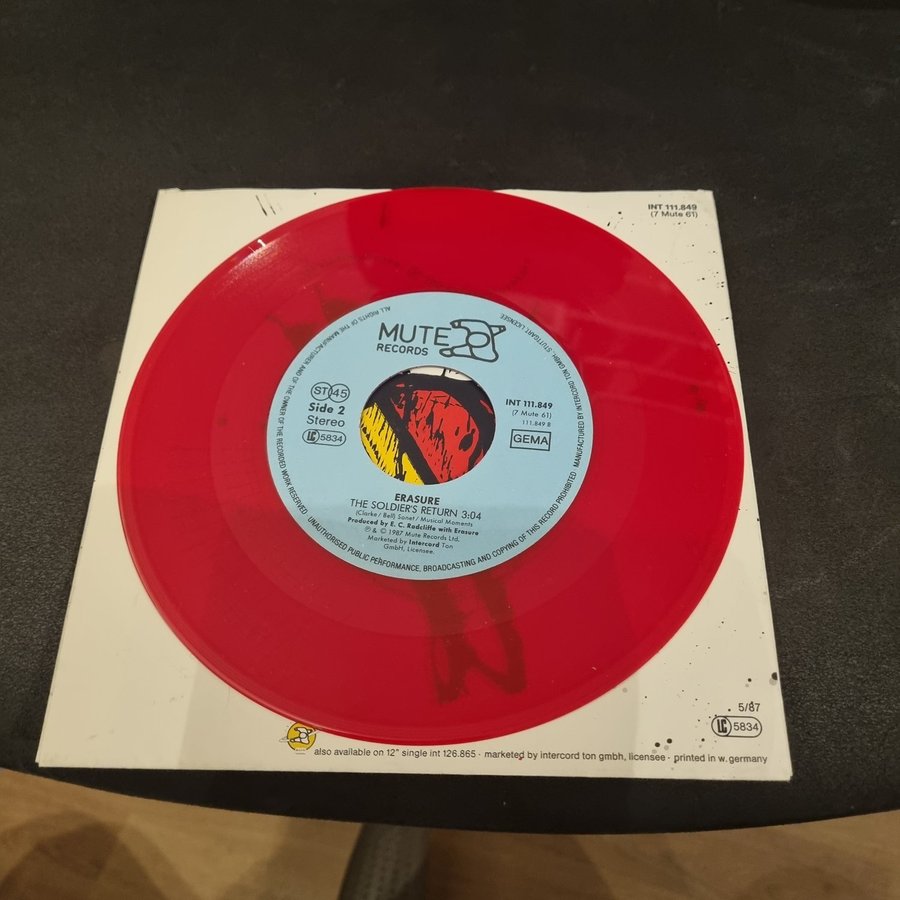 INT 111.849
(7 Mute 61)
MUTE
RECORDS
ST 45
Side 2
Stereo
LC 5834
INT 111.849
(7 Mute 61)
111.849 B
GEMA
ERASURE
THE SOLDIER'S RETURN 3:04
(Clarke / Bell) Sonet / Musical Moments
Produced by E. C. Radcliffe with Erasure
℗ & © 1987 Mute Records Ltd.
Marketed by Intercord Ton
GmbH, Licensee.
ALL RIGHTS OF THE MANUFACTURER AND OF THE OWNER OF THE RECORDED WORK RESERVED · UNAUTHORISED PUBLIC PERFORMANCE, BROADCASTING AND COPYING OF THIS RECORD PROHIBITED · MANUFACTURED BY INTERCORD TON GMBH, STUTTGART LICENSEE
5/87
LC 5834
also available on 12" single int 126.865 · marketed by intercord ton gmbh, licensee · printed in w. germany